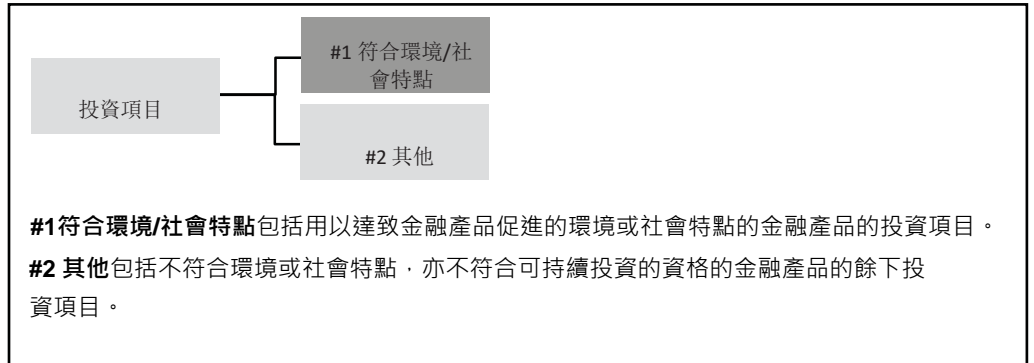 #1 符合環境/社
會特點
投資項目
#2 其他
#1符合環境/社會特點包括用以達致金融產品促進的環境或社會特點的金融產品的投資項目。
#2 其他包括不符合環境或社會特點，亦不符合可持續投資的資格的金融產品的餘下投
資項目。